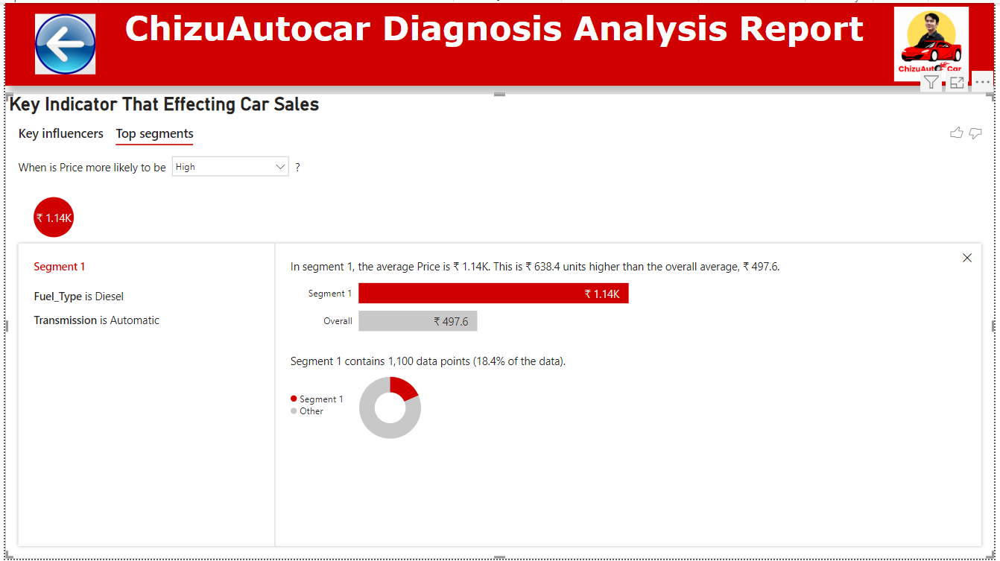 ChizuAutocar Diagnosis Analysis Report
ChizuAuto Car
Key Indicator That Effecting Car Sales
Key influencers Top segments
When is Price more likely to be High ?
₹ 1.14K
Segment 1
Fuel_Type is Diesel
Transmission is Automatic
In segment 1, the average Price is ₹ 1.14K. This is ₹ 638.4 units higher than the overall average, ₹ 497.6.
Segment 1 ₹ 1.14K
Overall ₹ 497.6
Segment 1 contains 1,100 data points (18.4% of the data).
Segment 1
Other